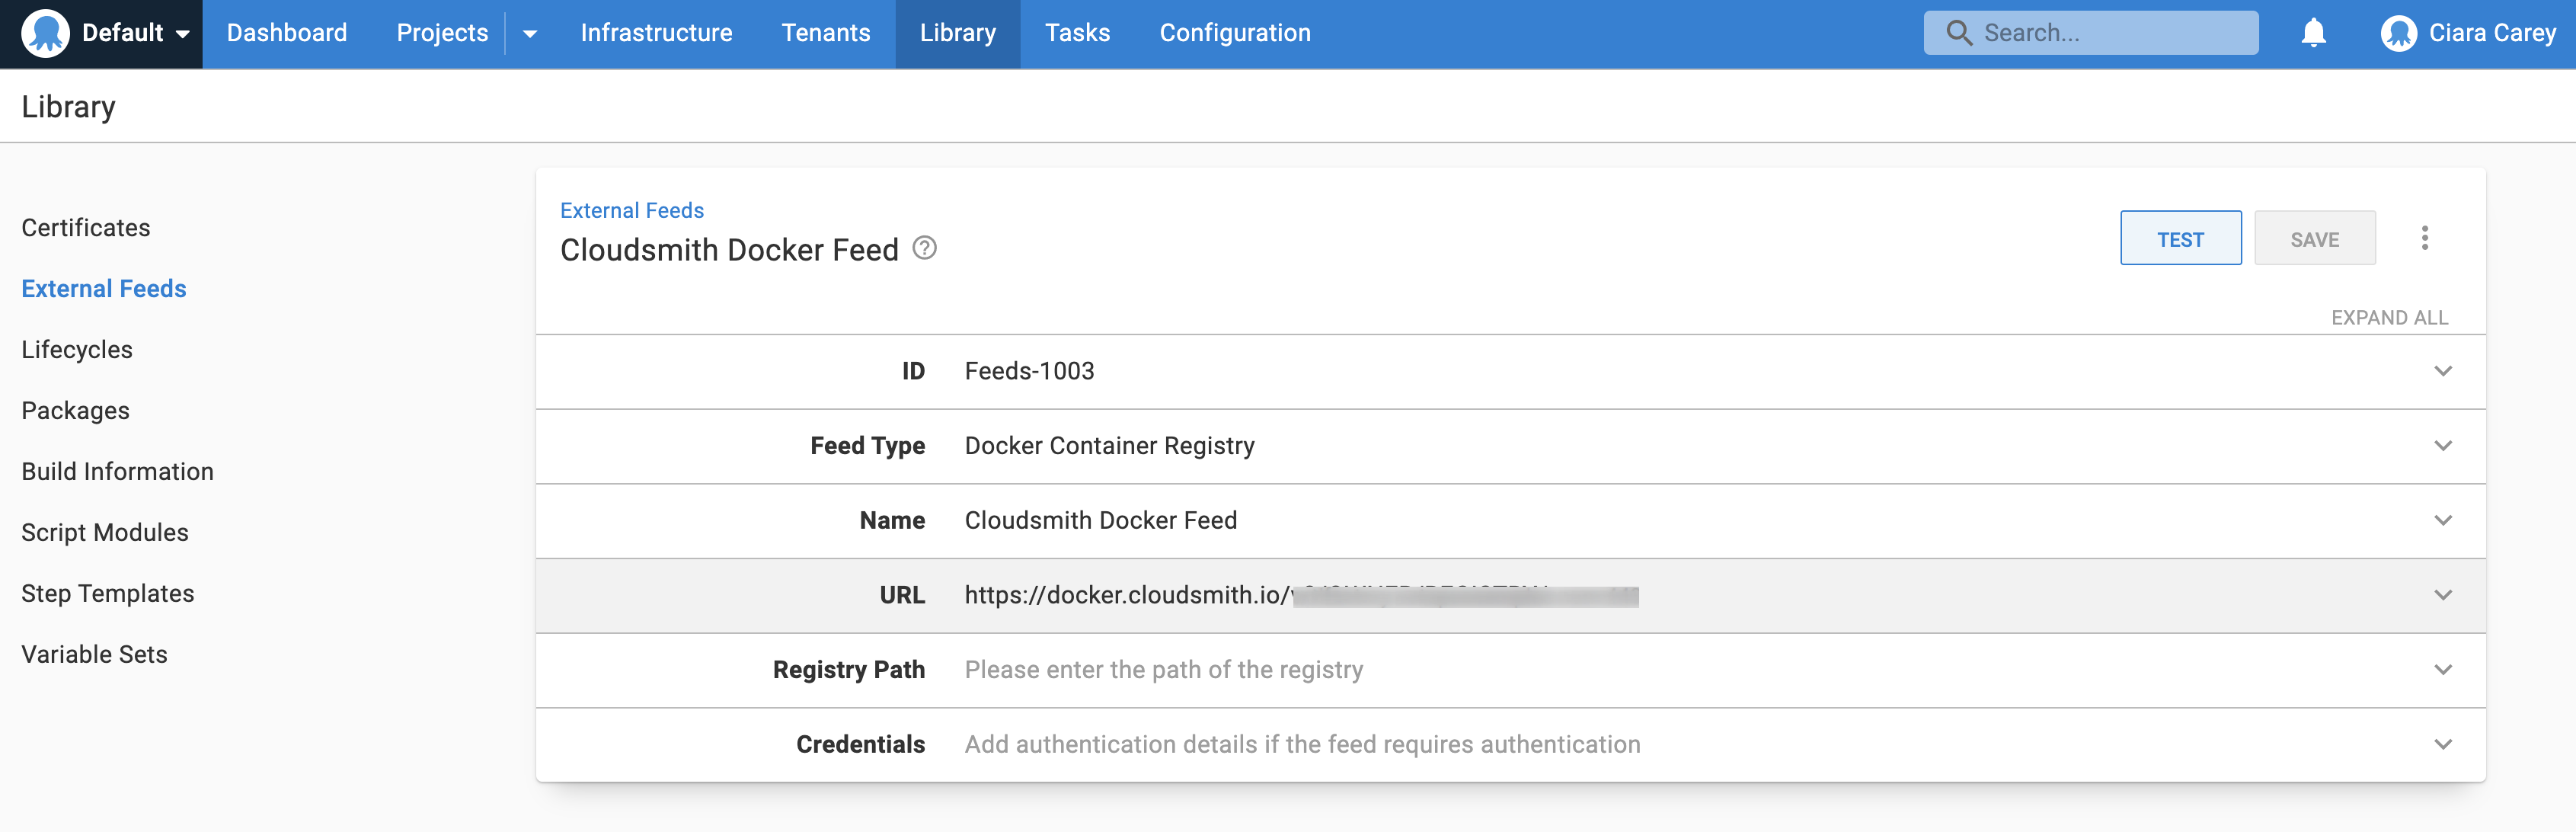 Default Dashboard Projects Infrastructure Tenants Library Tasks Configuration Search... Ciara Carey
Library
Certificates
External Feeds
Lifecycles
Packages
Build Information
Script Modules
Step Templates
Variable Sets
External Feeds
Cloudsmith Docker Feed ?
TEST SAVE
EXPAND ALL
ID Feeds-1003
Feed Type Docker Container Registry
Name Cloudsmith Docker Feed
URL https://docker.cloudsmith.io/
Registry Path Please enter the path of the registry
Credentials Add authentication details if the feed requires authentication